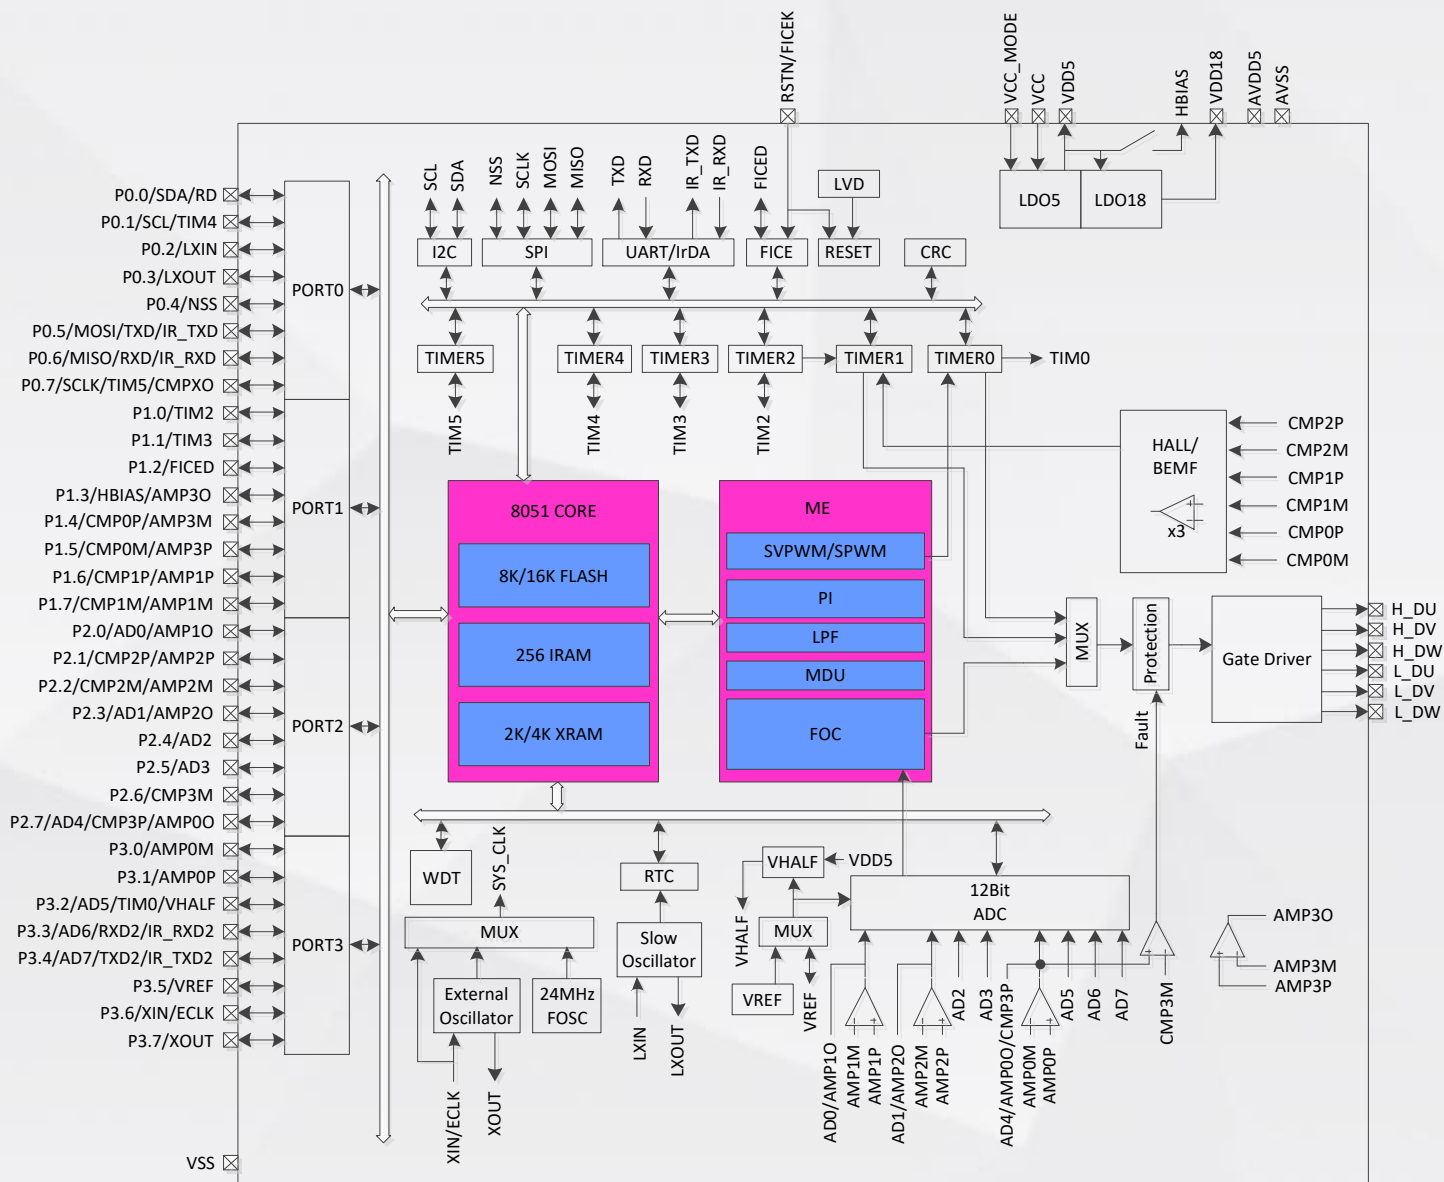 RSTN/FICEK
VCC_MODE
VCC
VDD5
HBIAS
VDD18
AVDD5
AVSS
P0.0/SDA/RD
P0.1/SCL/TIM4
P0.2/LXIN
P0.3/LXOUT
P0.4/NSS
P0.5/MOSI/TXD/IR_TXD
P0.6/MISO/RXD/IR_RXD
P0.7/SCLK/TIM5/CMPXO
P1.0/TIM2
P1.1/TIM3
P1.2/FICED
P1.3/HBIAS/AMP3O
P1.4/CMP0P/AMP3M
P1.5/CMP0M/AMP3P
P1.6/CMP1P/AMP1P
P1.7/CMP1M/AMP1M
P2.0/AD0/AMP1O
P2.1/CMP2P/AMP2P
P2.2/CMP2M/AMP2M
P2.3/AD1/AMP2O
P2.4/AD2
P2.5/AD3
P2.6/CMP3M
P2.7/AD4/CMP3P/AMP0O
P3.0/AMP0M
P3.1/AMP0P
P3.2/AD5/TIM0/VHALF
P3.3/AD6/RXD2/IR_RXD2
P3.4/AD7/TXD2/IR_TXD2
P3.5/VREF
P3.6/XIN/ECLK
P3.7/XOUT
VSS
PORT0
PORT1
PORT2
PORT3
SCL
SDA
NSS
SCLK
MOSI
MISO
TXD
RXD
IR_TXD
IR_RXD
FICED
LVD
LDO5
LDO18
I2C
SPI
UART/IrDA
FICE
RESET
CRC
TIMER5
TIMER4
TIMER3
TIMER2
TIMER1
TIMER0
TIM0
TIM5
TIM4
TIM3
TIM2
HALL/
BEMF
x3
CMP2P
CMP2M
CMP1P
CMP1M
CMP0P
CMP0M
8051 CORE
8K/16K FLASH
256 IRAM
2K/4K XRAM
ME
SVPWM/SPWM
PI
LPF
MDU
FOC
MUX
Protection
Fault
Gate Driver
H_DU
H_DV
H_DW
L_DU
L_DV
L_DW
WDT
SYS_CLK
MUX
External
Oscillator
24MHz
FOSC
XIN/ECLK
XOUT
RTC
Slow
Oscillator
LXIN
LXOUT
VHALF
VDD5
VHALF
MUX
VREF
VREF
12Bit
ADC
AD0/AMP1O
AMP1M
AMP1P
AD1/AMP2O
AMP2M
AMP2P
AD2
AD3
AD4/AMP0O/CMP3P
AMP0M
AMP0P
AD5
AD6
AD7
CMP3M
AMP3O
AMP3M
AMP3P